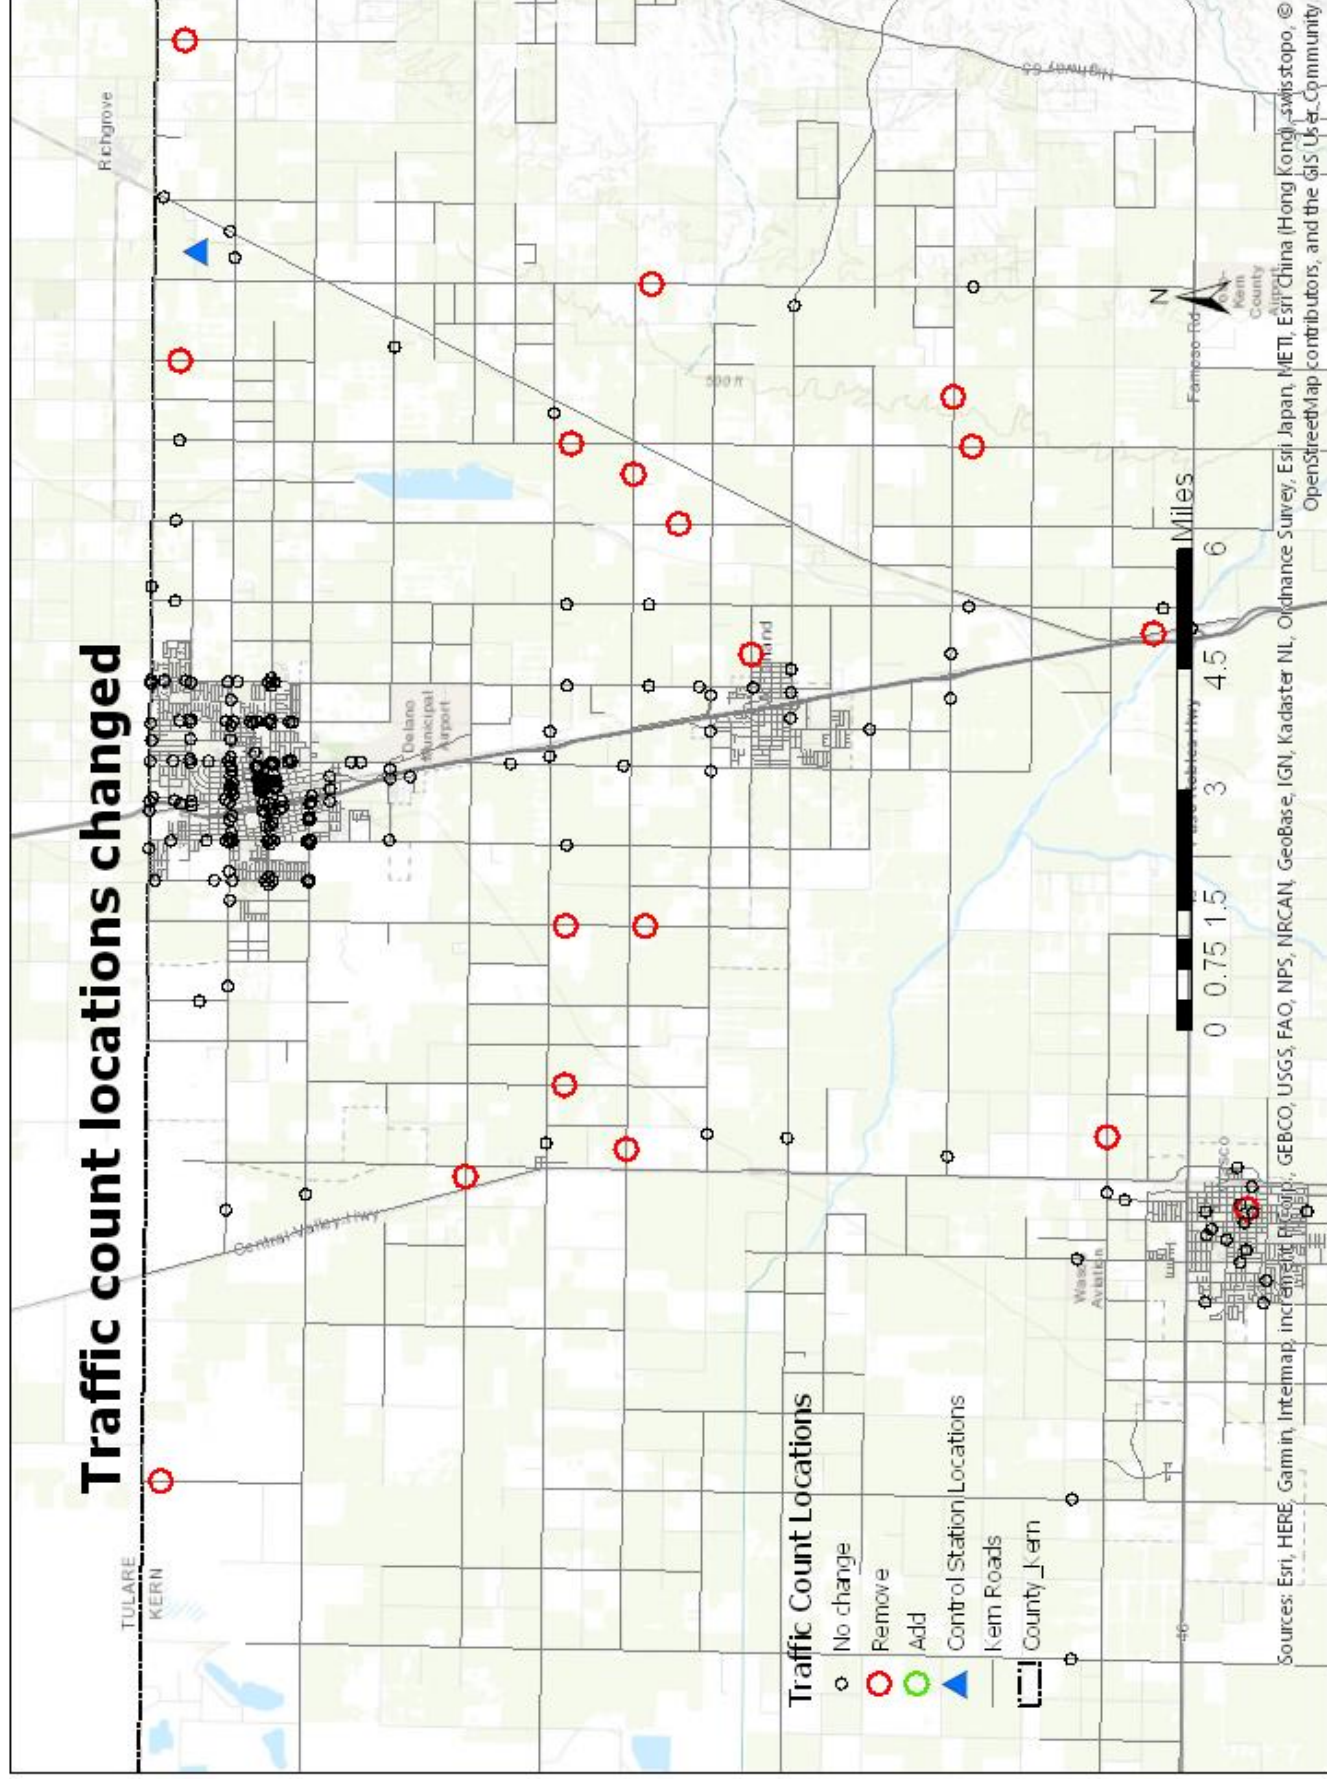 Traffic count locations changed
TULARE
KERN
Richgrove
Central Valley Hwy
Delano
Municipal
Airport
500 ft
Highway 65
Famoso Rd
Kern
County
Airport
N
Aviation
46
Traffic Count Locations
No change
Remove
Add
Control Station Locations
Kern Roads
County_Kern
0 0.75 1.5 3 4.5 6
Miles
Sources: Esri, HERE, Garmin, Intermap, increment P Corp., GEBCO, USGS, FAO, NPS, NRCAN, GeoBase, IGN, Kadaster NL, Ordnance Survey, Esri Japan, METI, Esri China (Hong Kong), swisstopo, ©
OpenStreetMap contributors, and the GIS User Community